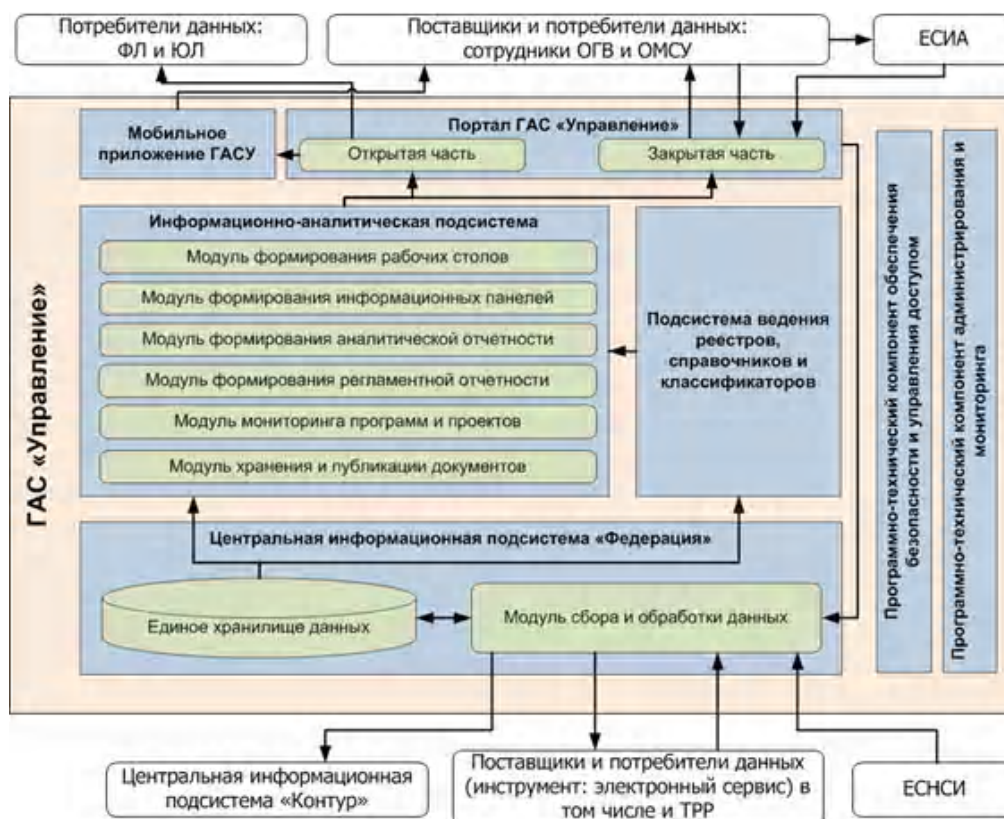 Потребители данных:
ФЛ и ЮЛ
Поставщики и потребители данных:
сотрудники ОГВ и ОМСУ
ЕСИА
ГАС «Управление»
Мобильное
приложение ГАСУ
Портал ГАС «Управление»
Открытая часть
Закрытая часть
Информационно-аналитическая подсистема
Модуль формирования рабочих столов
Модуль формирования информационных панелей
Модуль формирования аналитической отчетности
Модуль формирования регламентной отчетности
Модуль мониторинга программ и проектов
Модуль хранения и публикации документов
Подсистема ведения
реестров,
справочников и
классификаторов
Программно-технический компонент обеспечения
безопасности и управления доступом
Программно-технический компонент администрирования и
мониторинга
Центральная информационная подсистема «Федерация»
Единое хранилище данных
Модуль сбора и обработки данных
Центральная информационная
подсистема «Контур»
Поставщики и потребители данных
(инструмент: электронный сервис) в
том числе и ТРР
ЕСНСИ